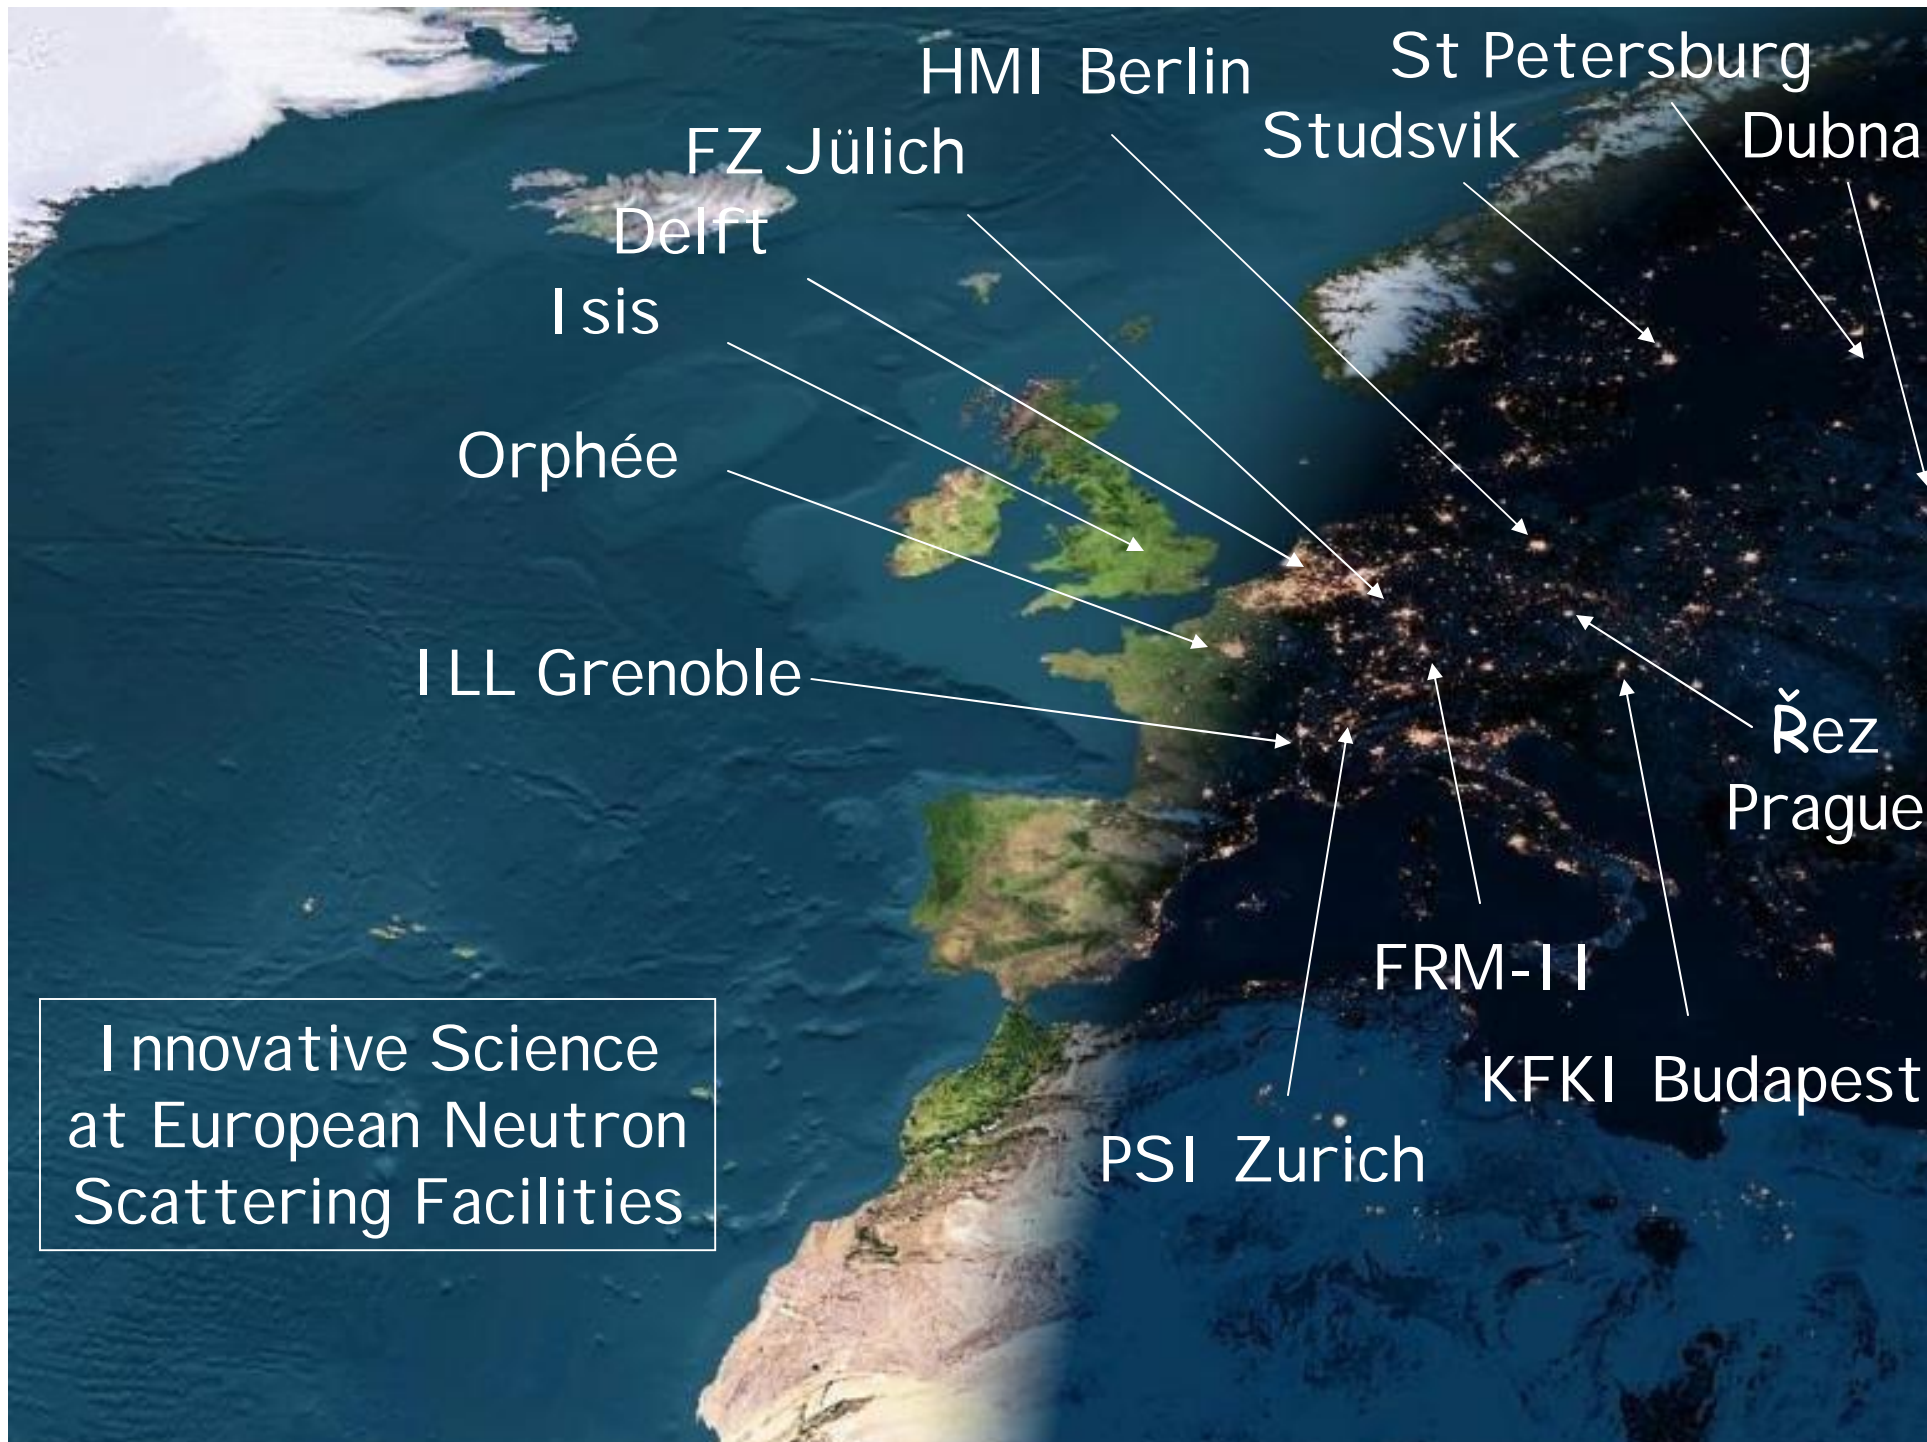 HMI Berlin
St Petersburg
Studsvik
Dubna
FZ Jülich
Delft
Isis
Orphée
ILL Grenoble
Řez
Prague
FRM-II
KFKI Budapest
PSI Zurich
Innovative Science
at European Neutron
Scattering Facilities